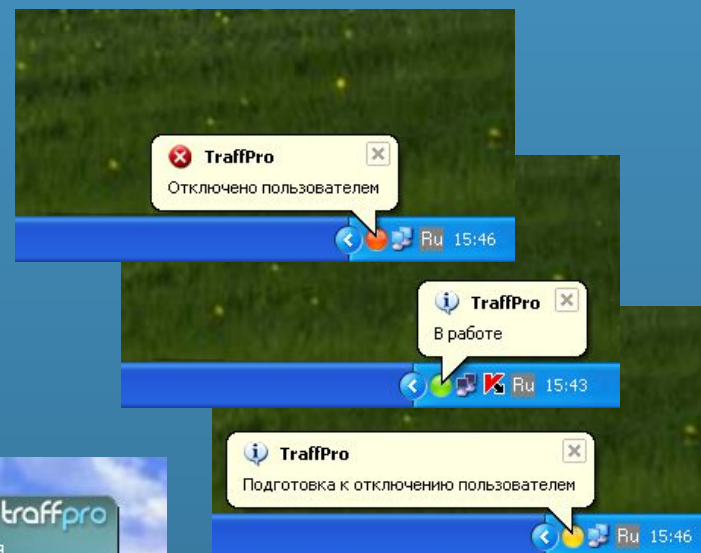 TraffPro
Отключено пользователем
Ru 15:46
TraffPro
В работе
Ru 15:43
TraffPro
Подготовка к отключению пользователем
Ru 15:46
traffpro